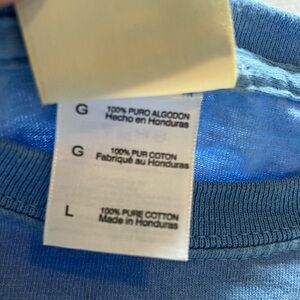 G 100% PURO ALGODON
Hecho en Honduras
G 100% PUR COTON
Fabriqué au Honduras
L 100% PURE COTTON
Made in Honduras